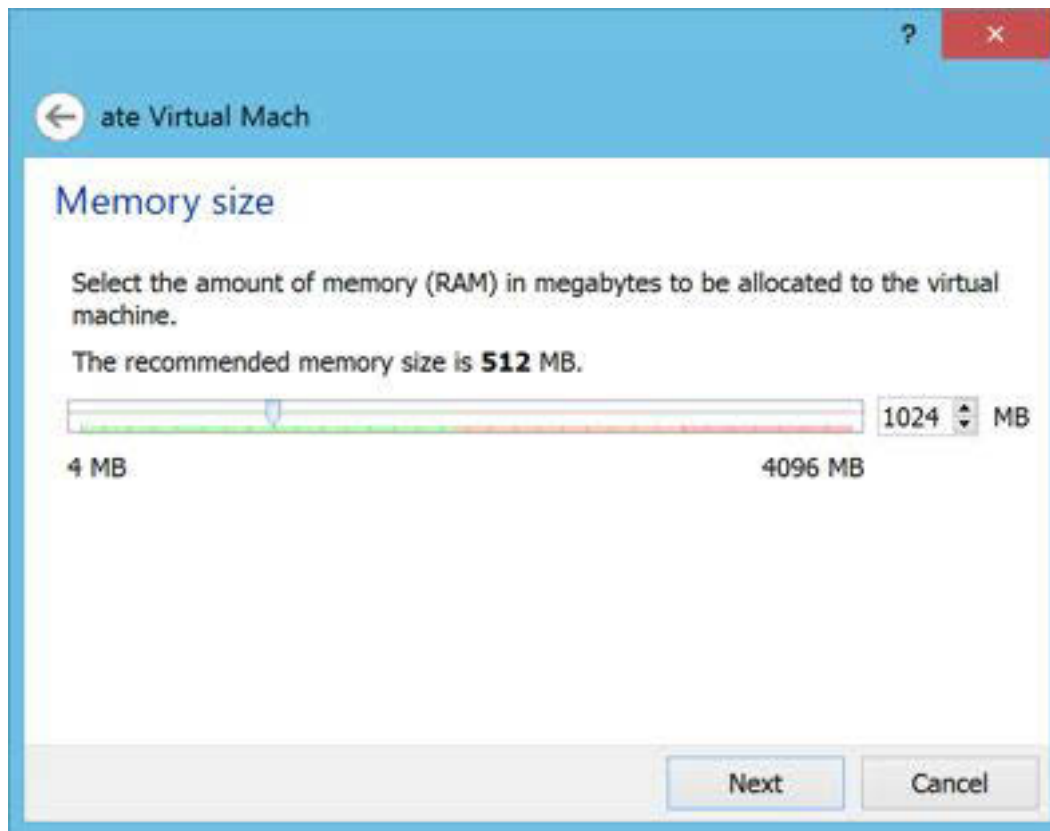 ?
ate Virtual Mach
Memory size
Select the amount of memory (RAM) in megabytes to be allocated to the virtual
machine.
The recommended memory size is 512 MB.
1024 MB
4 MB 4096 MB
Next Cancel